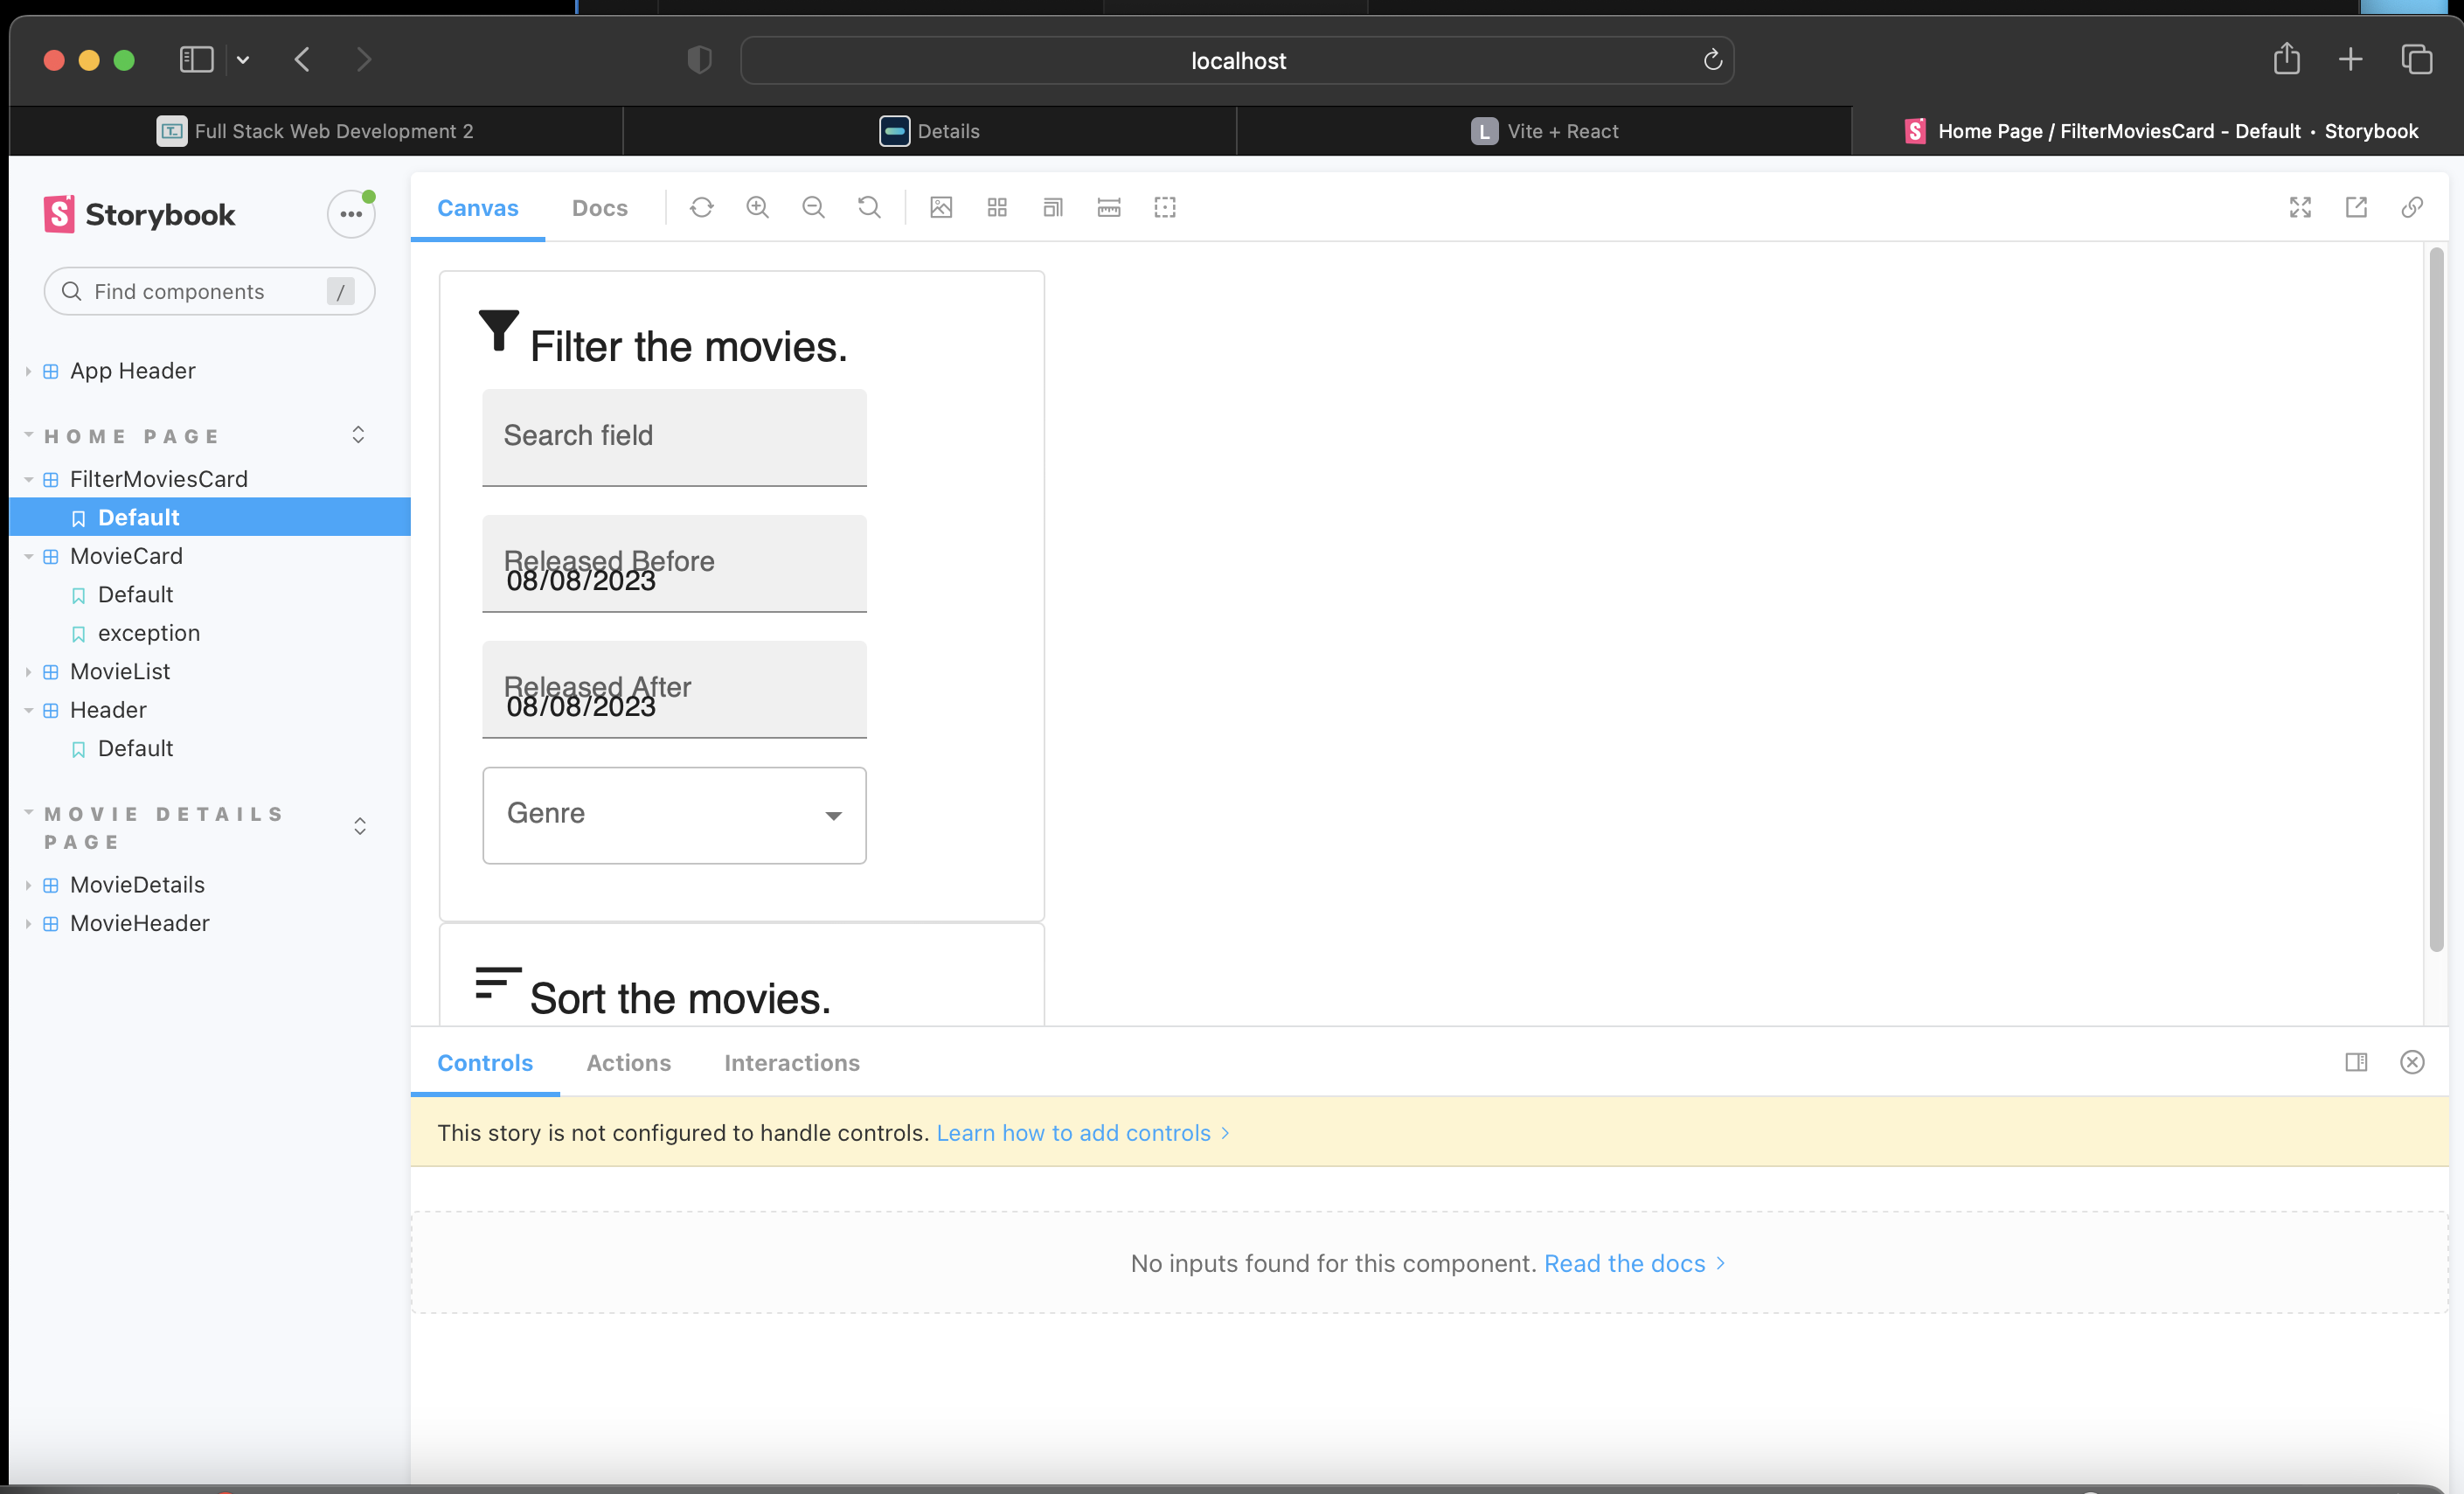 localhost
Full Stack Web Development 2
Details
L Vite + React
Home Page / FilterMoviesCard - Default · Storybook
Storybook
Canvas
Docs
Find components /
App Header
HOME PAGE
FilterMoviesCard
Default
MovieCard
Default
exception
MovieList
Header
Default
MOVIE DETAILS
PAGE
MovieDetails
MovieHeader
Filter the movies.
Search field
Released Before
08/08/2023
Released After
08/08/2023
Genre
Sort the movies.
Controls
Actions
Interactions
This story is not configured to handle controls. Learn how to add controls
No inputs found for this component. Read the docs